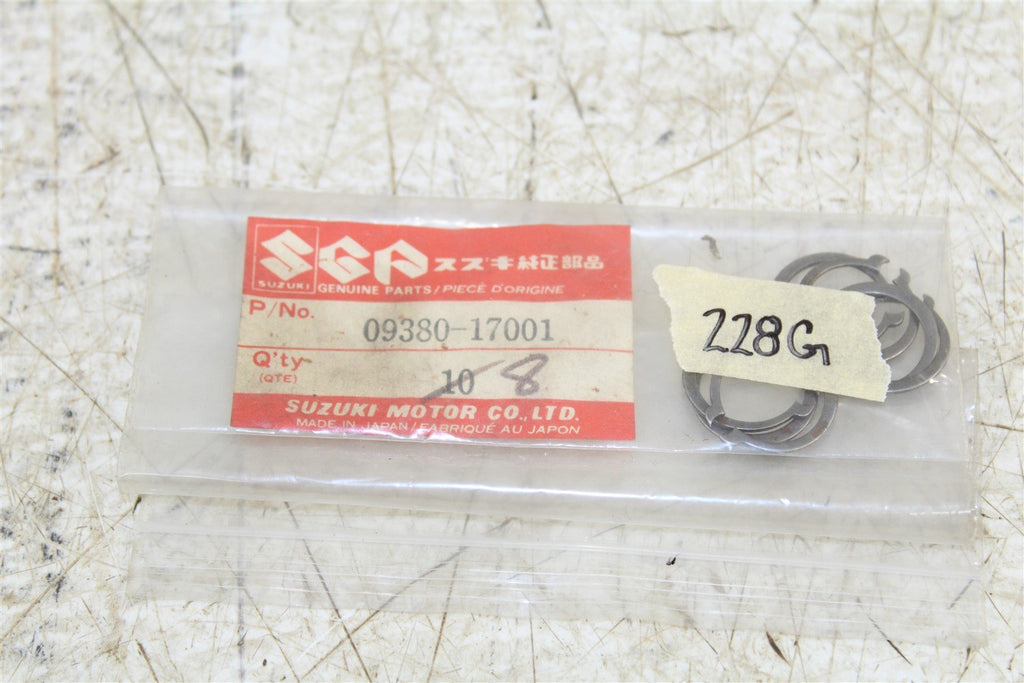 SUZUKI SGP スズキ純正部品
GENUINE PARTS / PIECE D'ORIGINE
P/No. 09380-17001
Q'ty 10 8
(QTE)
SUZUKI MOTOR CO., LTD.
MADE IN JAPAN / FABRIQUÉ AU JAPON
228G